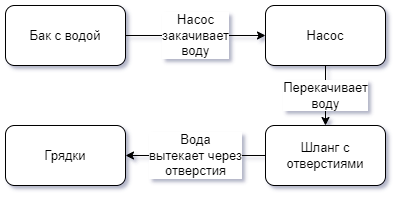 Бак с водой
Насос
закачивает
воду
Насос
Перекачивает
воду
Шланг с
отверстиями
Вода
вытекает через
отверстия
Грядки